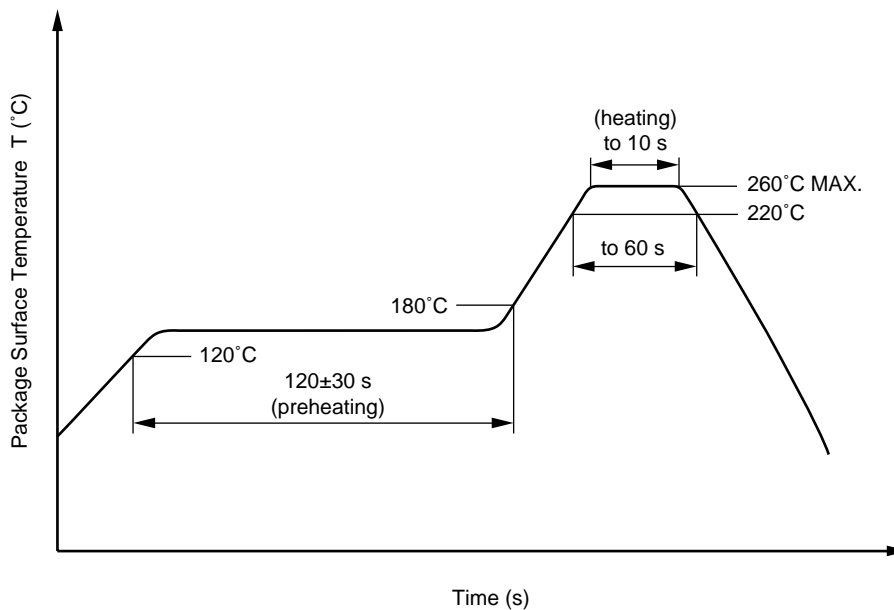 Package Surface Temperature T (˚C)
(heating)
to 10 s
260˚C MAX.
220˚C
to 60 s
180˚C
120˚C
120±30 s
(preheating)
Time (s)